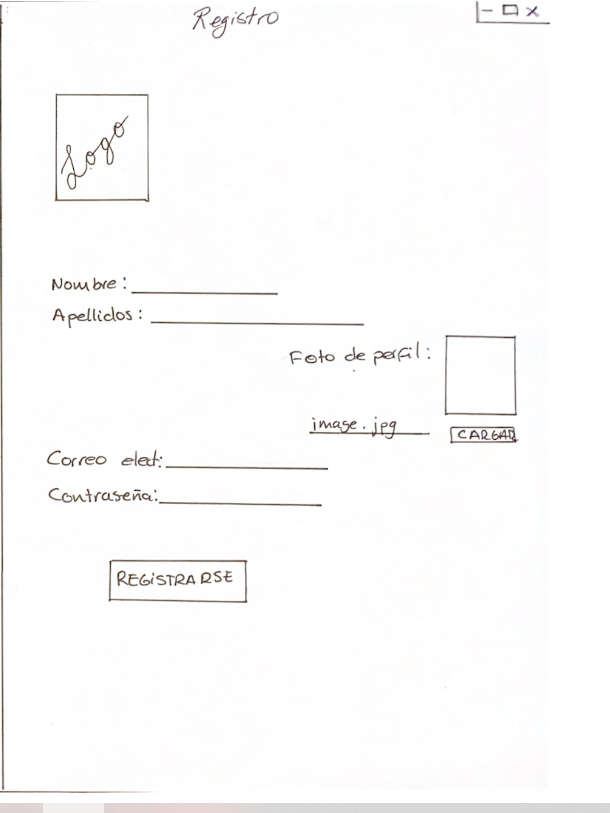 Registro
Logo
Nombre:
Apellidos:
Foto de perfil:
image.jpg
CARGAR
Correo elect:
Contraseña:
REGISTRARSE